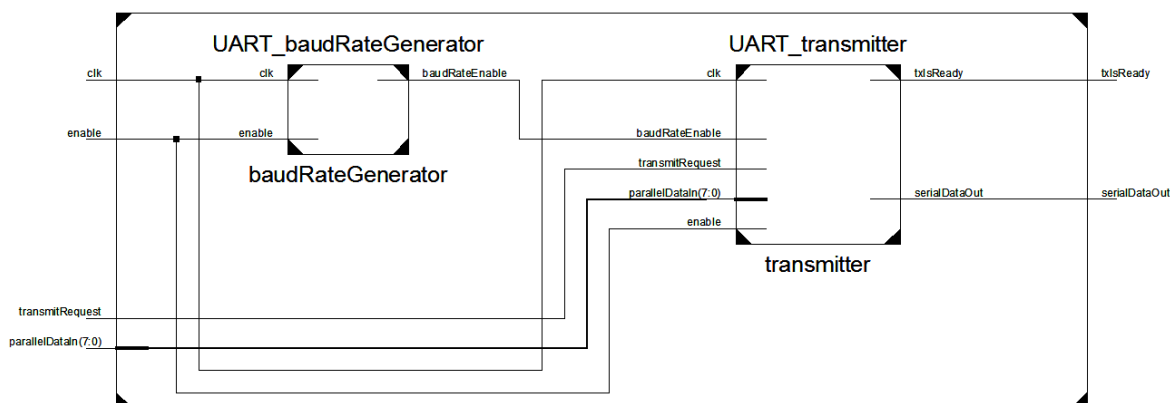 UART_baudRateGenerator
UART_transmitter
clk
clk
baudRateEnable
clk
txIsReady
txIsReady
enable
enable
baudRateEnable
baudRateGenerator
transmitRequest
parallelDataIn(7:0)
serialDataOut
serialDataOut
enable
transmitter
transmitRequest
parallelDataIn(7:0)